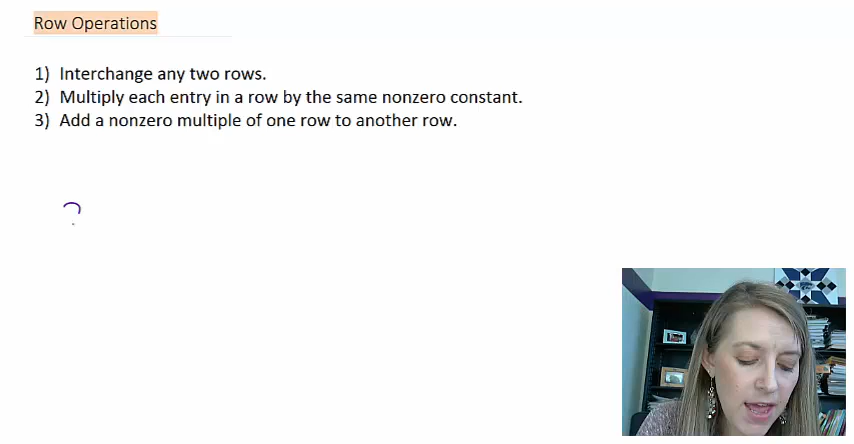 Row Operations
1) Interchange any two rows.
2) Multiply each entry in a row by the same nonzero constant.
3) Add a nonzero multiple of one row to another row.